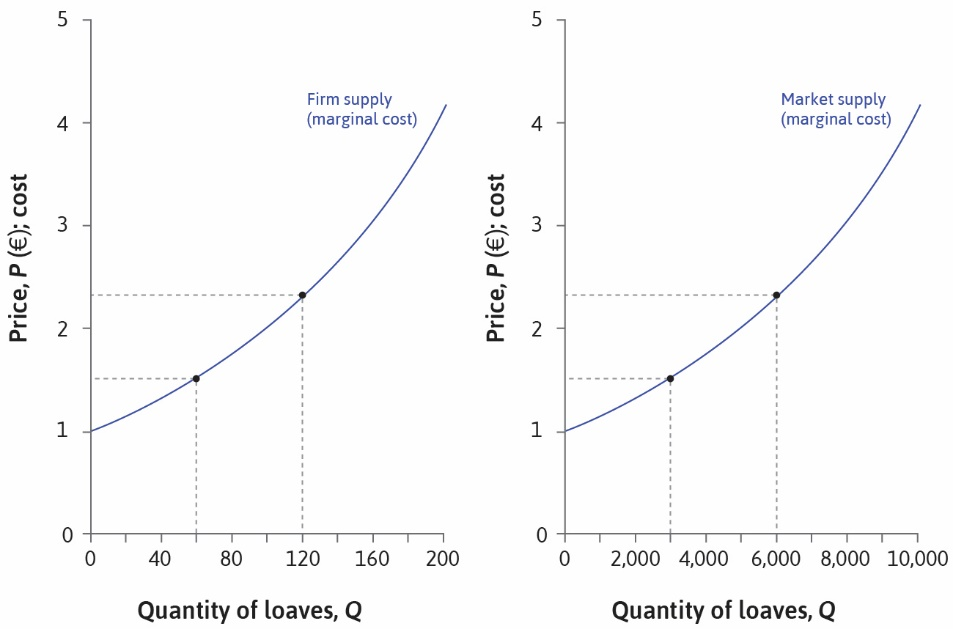 5
4
3
2
1
0
Price, P (€); cost
Firm supply
(marginal cost)
0 40 80 120 160 200
Quantity of loaves, Q
5
4
3
2
1
0
Price, P (€); cost
Market supply
(marginal cost)
0 2,000 4,000 6,000 8,000 10,000
Quantity of loaves, Q